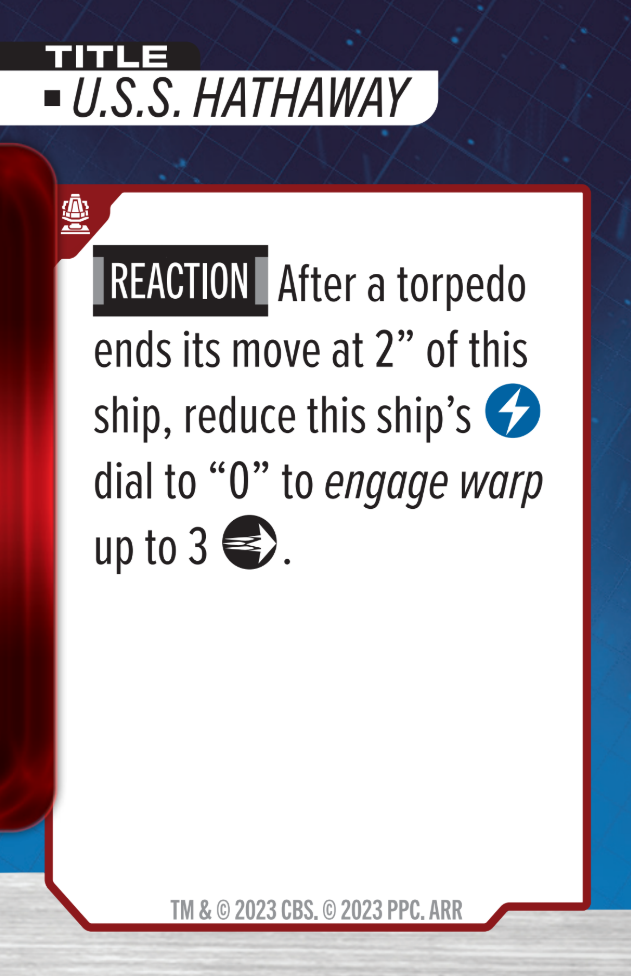 TITLE
▪ U.S.S. HATHAWAY
REACTION After a torpedo
ends its move at 2” of this
ship, reduce this ship’s
dial to “0” to engage warp
up to 3 .
TM & © 2023 CBS. © 2023 PPC. ARR